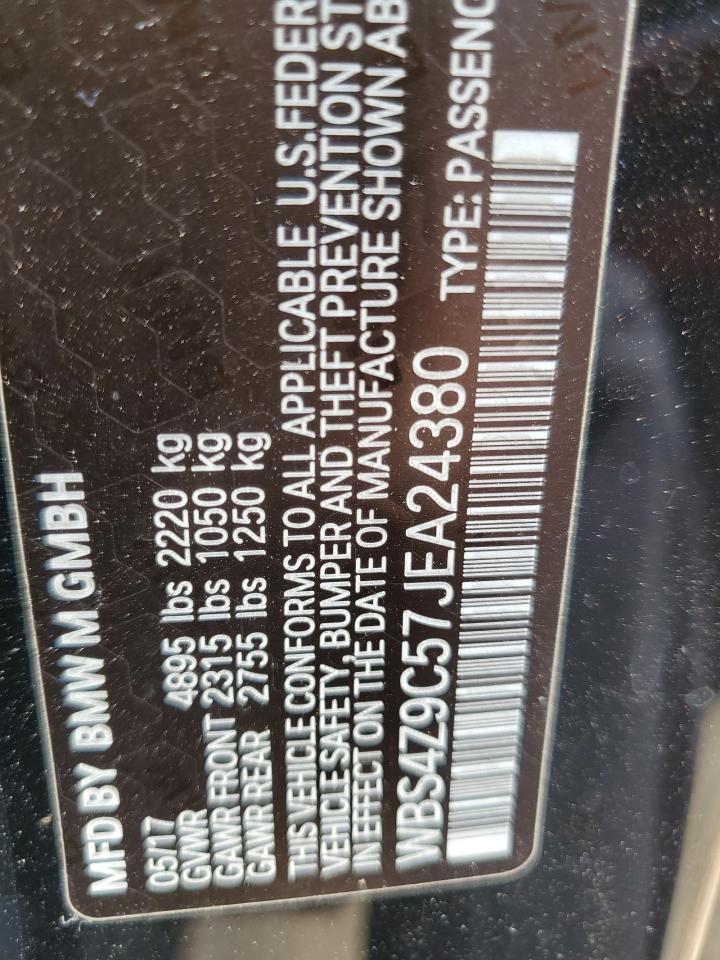 MFD BY BMW M GMBH
05/17
GVWR 4895 lbs 2220 kg
GAWR FRONT 2315 lbs 1050 kg
GAWR REAR 2755 lbs 1250 kg
THIS VEHICLE CONFORMS TO ALL APPLICABLE U.S. FEDER
VEHICLE SAFETY, BUMPER AND THEFT PREVENTION ST
IN EFFECT ON THE DATE OF MANUFACTURE SHOWN AB
WBS4Z9C57JEA24380 TYPE: PASSENG